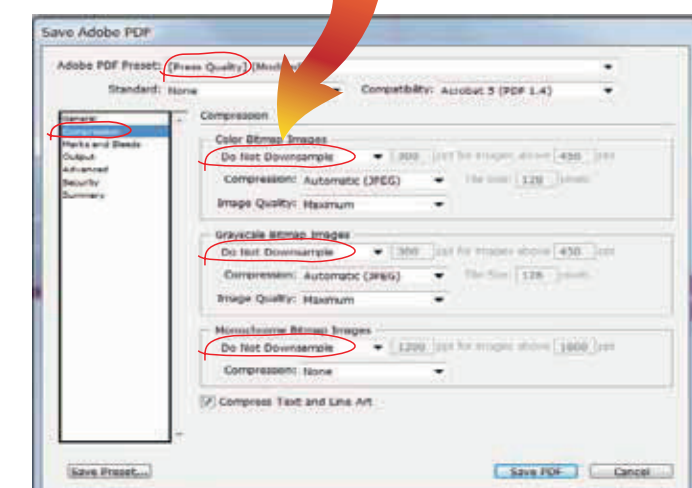 Save Adobe PDF
Adobe PDF Preset: [Press Quality]
Standard: None Compatibility: Acrobat 5 (PDF 1.4)
General
Compression
Marks and Bleeds
Output
Advanced
Security
Summary
Compression
Color Bitmap Images
Do Not Downsample 300 ppi for images above 450 ppi
Compression: Automatic (JPEG) Tile Size: 128 pixels
Image Quality: Maximum
Grayscale Bitmap Images
Do Not Downsample 300 ppi for images above 450 ppi
Compression: Automatic (JPEG) Tile Size: 128 pixels
Image Quality: Maximum
Monochrome Bitmap Images
Do Not Downsample 1200 ppi for images above 1800 ppi
Compression: None
Compress Text and Line Art
Save Preset... Save PDF Cancel